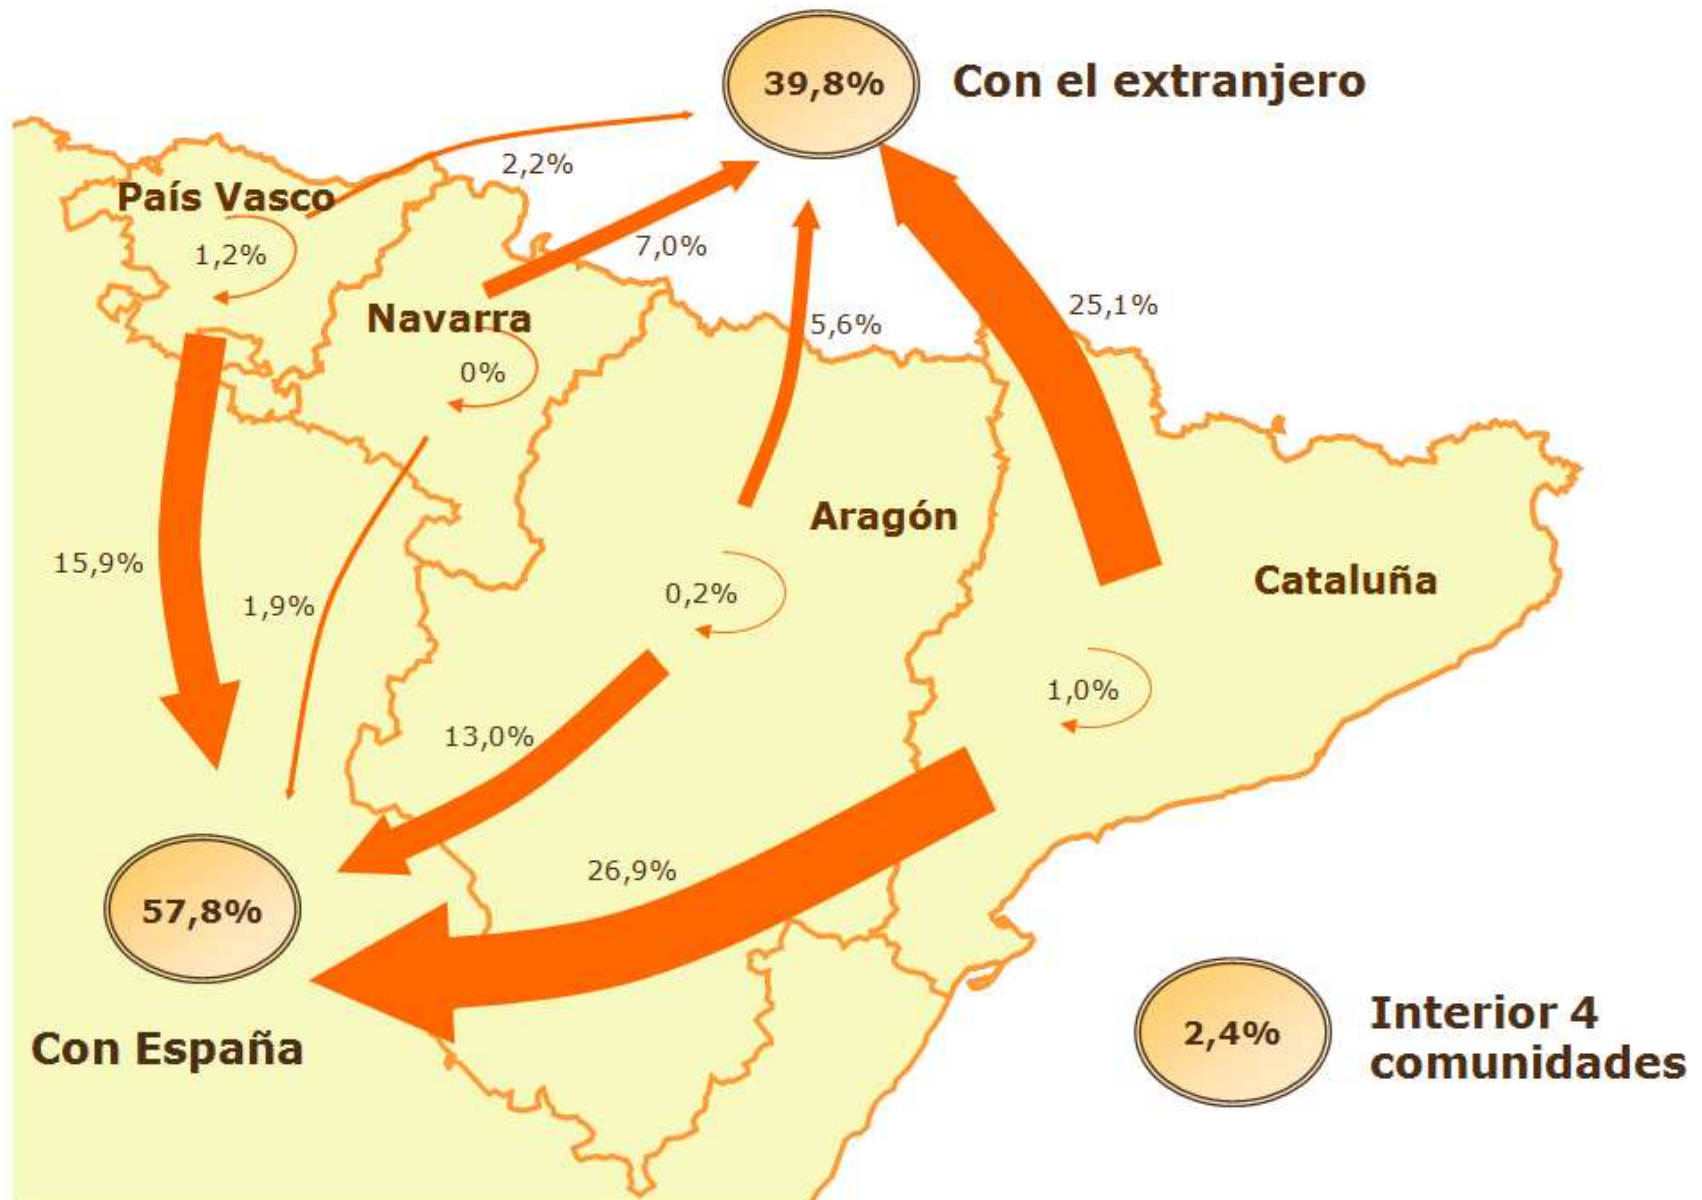 39,8%
Con el extranjero
2,2%
País Vasco
1,2%
7,0%
Navarra
0%
5,6%
25,1%
Aragón
15,9%
1,9%
0,2%
Cataluña
1,0%
13,0%
26,9%
57,8%
Con España
2,4%
Interior 4
comunidades